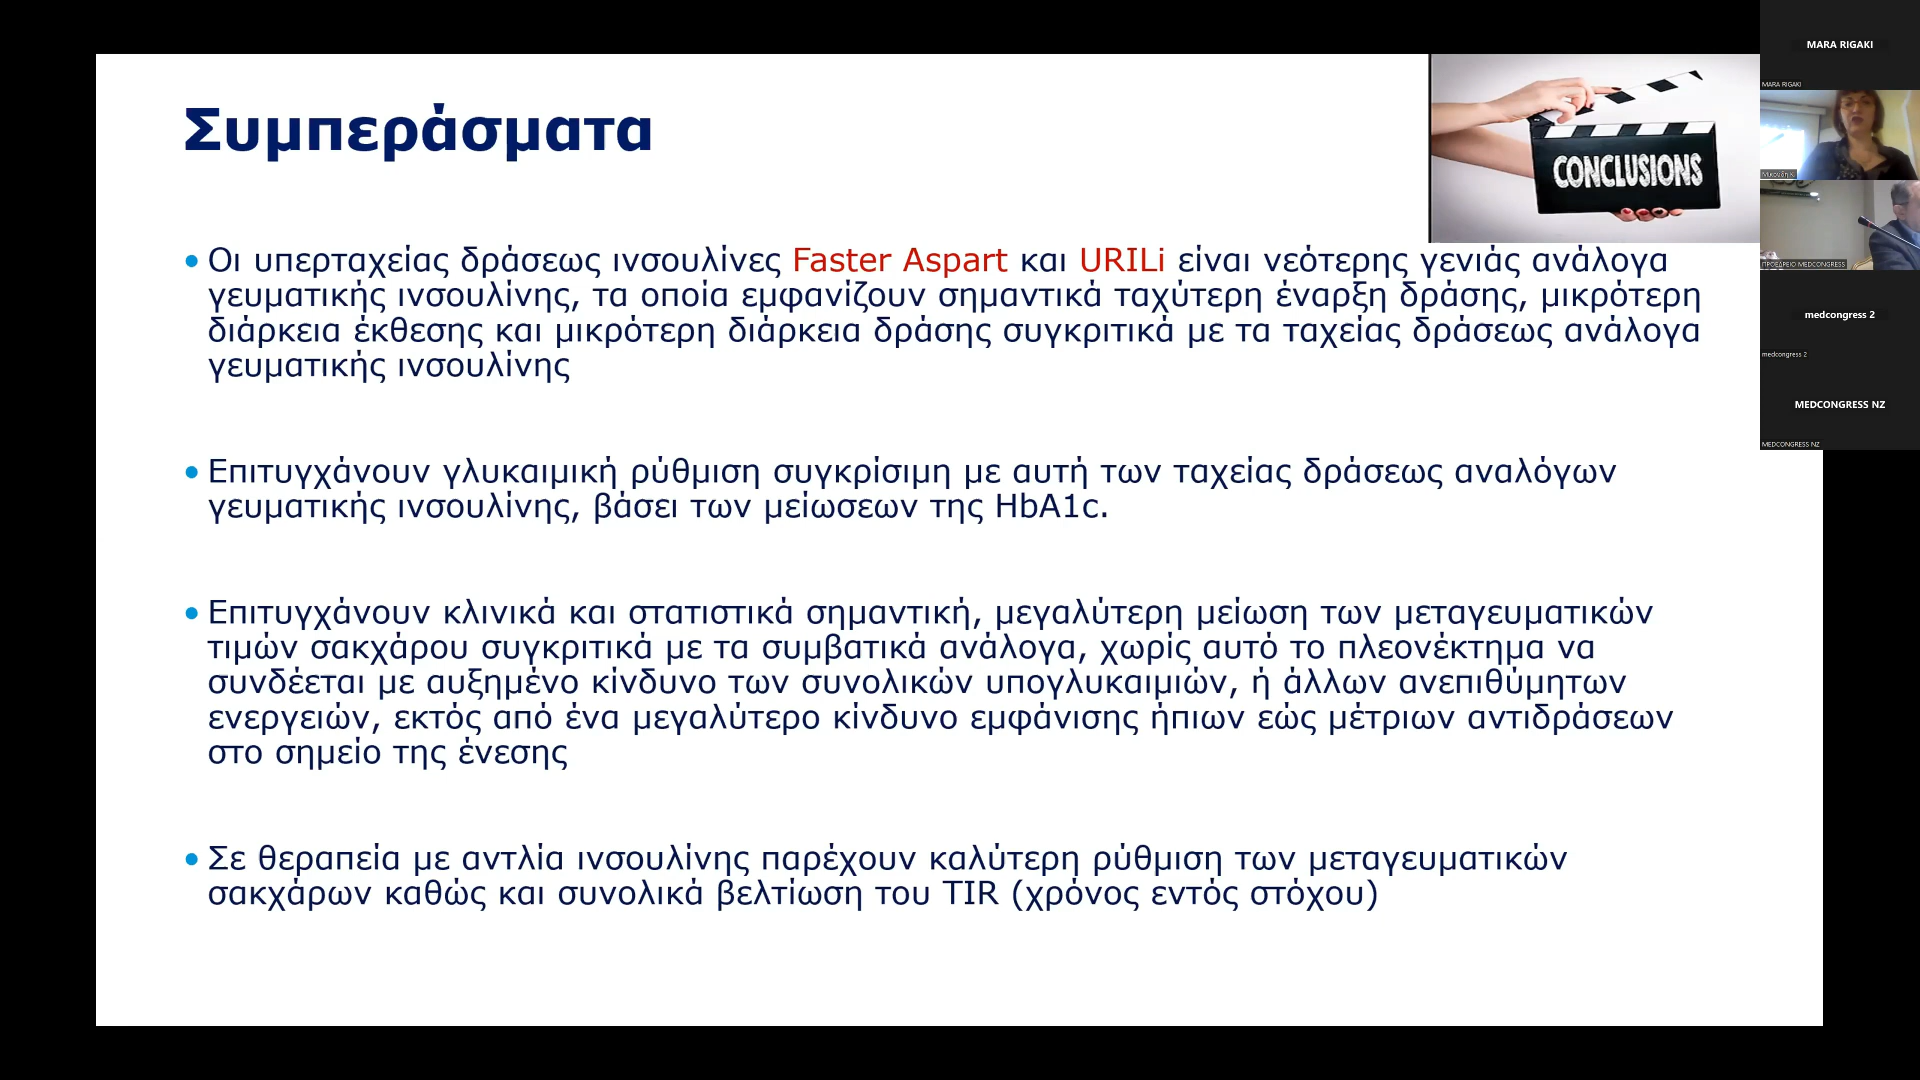 Συμπεράσματα
CONCLUSIONS
• Οι υπερταχείας δράσεως ινσουλίνες Faster Aspart και URILi είναι νεότερης γενιάς ανάλογα
γευματικής ινσουλίνης, τα οποία εμφανίζουν σημαντικά ταχύτερη έναρξη δράσης, μικρότερη
διάρκεια έκθεσης και μικρότερη διάρκεια δράσης συγκριτικά με τα ταχείας δράσεως ανάλογα
γευματικής ινσουλίνης
• Επιτυγχάνουν γλυκαιμική ρύθμιση συγκρίσιμη με αυτή των ταχείας δράσεως αναλόγων
γευματικής ινσουλίνης, βάσει των μείωσεων της HbA1c.
• Επιτυγχάνουν κλινικά και στατιστικά σημαντική, μεγαλύτερη μείωση των μεταγευματικών
τιμών σακχάρου συγκριτικά με τα συμβατικά ανάλογα, χωρίς αυτό το πλεονέκτημα να
συνδέεται με αυξημένο κίνδυνο των συνολικών υπογλυκαιμιών, ή άλλων ανεπιθύμητων
ενεργειών, εκτός από ένα μεγαλύτερο κίνδυνο εμφάνισης ήπιων εώς μέτριων αντιδράσεων
στο σημείο της ένεσης
• Σε θεραπεία με αντλία ινσουλίνης παρέχουν καλύτερη ρύθμιση των μεταγευματικών
σακχάρων καθώς και συνολικά βελτίωση του TIR (χρόνος εντός στόχου)
MARA RIGAKI
MARA RIGAKI
ΠΡΟΕΔΡΕΙΟ MEDCONGRESS
medcongress 2
medcongress 2
MEDCONGRESS NZ
MEDCONGRESS NZ